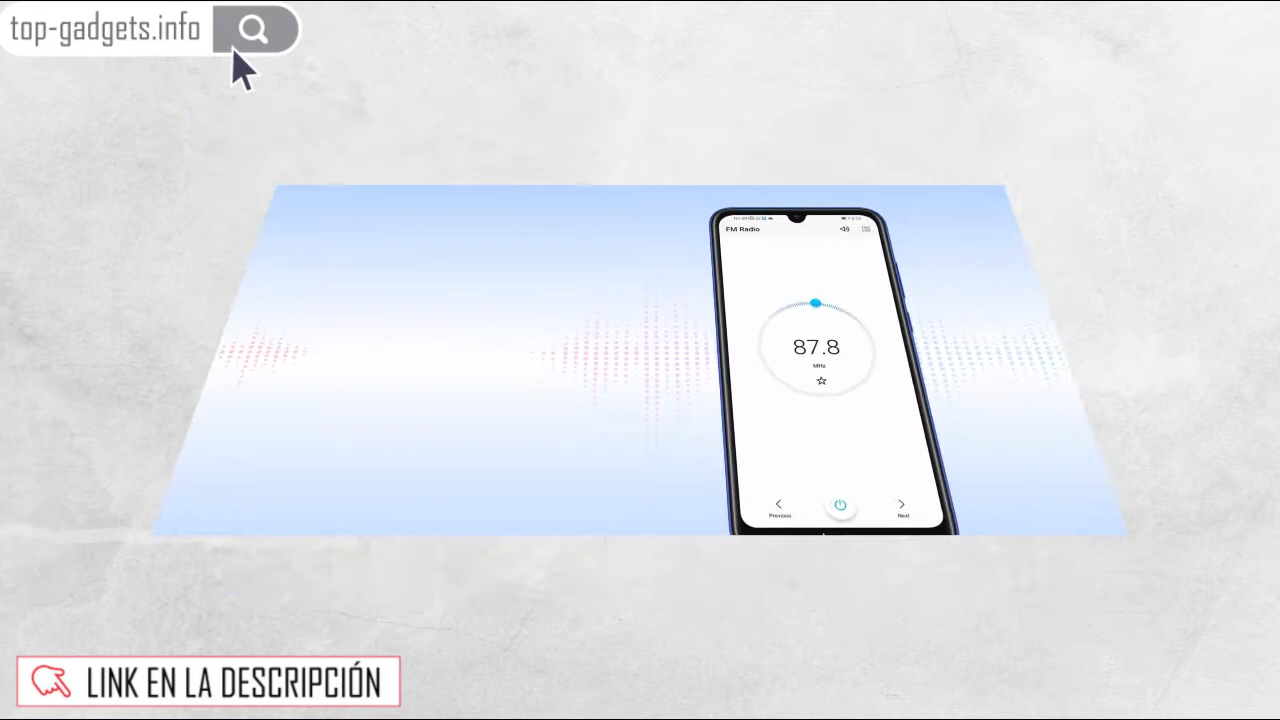 top-gadgets.info
FM Radio
87.8
MHz
Previous
Next
LINK EN LA DESCRIPCIÓN